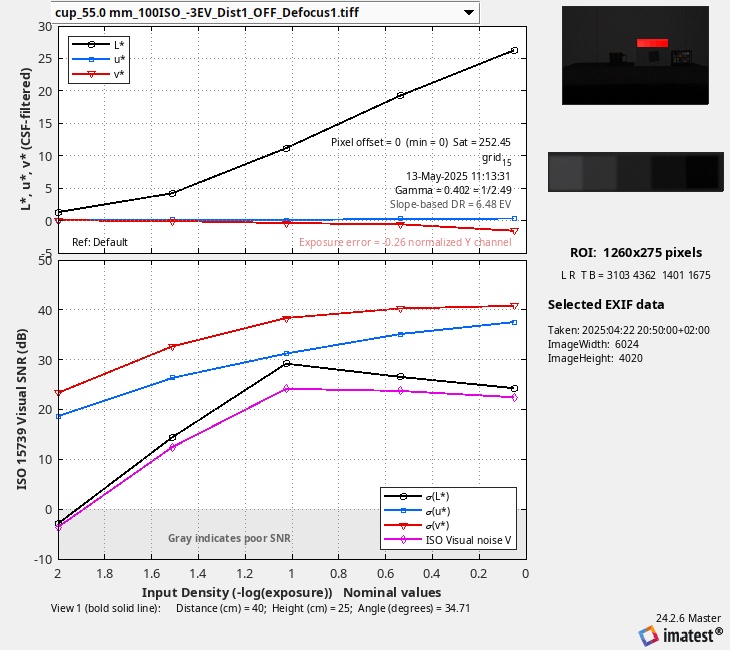 cup_55.0 mm_100ISO_-3EV_Dist1_OFF_Defocus1.tiff
30
25
20
15
10
5
0
-5
L*, u*, v* (CSF-filtered)
L*
u*
v*
Pixel offset = 0 (min = 0) Sat = 252.45
grid15
13-May-2025 11:13:31
Gamma = 0.402 = 1/2.49
Slope-based DR = 6.48 EV
Ref: Default
Exposure error = -0.26 normalized Y channel
50
40
30
20
10
0
-10
ISO 15739 Visual SNR (dB)
σ(L*)
σ(u*)
σ(v*)
ISO Visual noise V
Gray indicates poor SNR
2 1.8 1.6 1.4 1.2 1 0.8 0.6 0.4 0.2 0
Input Density (-log(exposure)) Nominal values
View 1 (bold solid line): Distance (cm) = 40; Height (cm) = 25; Angle (degrees) = 34.71
ROI: 1260x275 pixels
L R T B = 3103 4362 1401 1675
Selected EXIF data
Taken: 2025:04:22 20:50:00+02:00
ImageWidth: 6024
ImageHeight: 4020
24.2.6 Master
imatest®